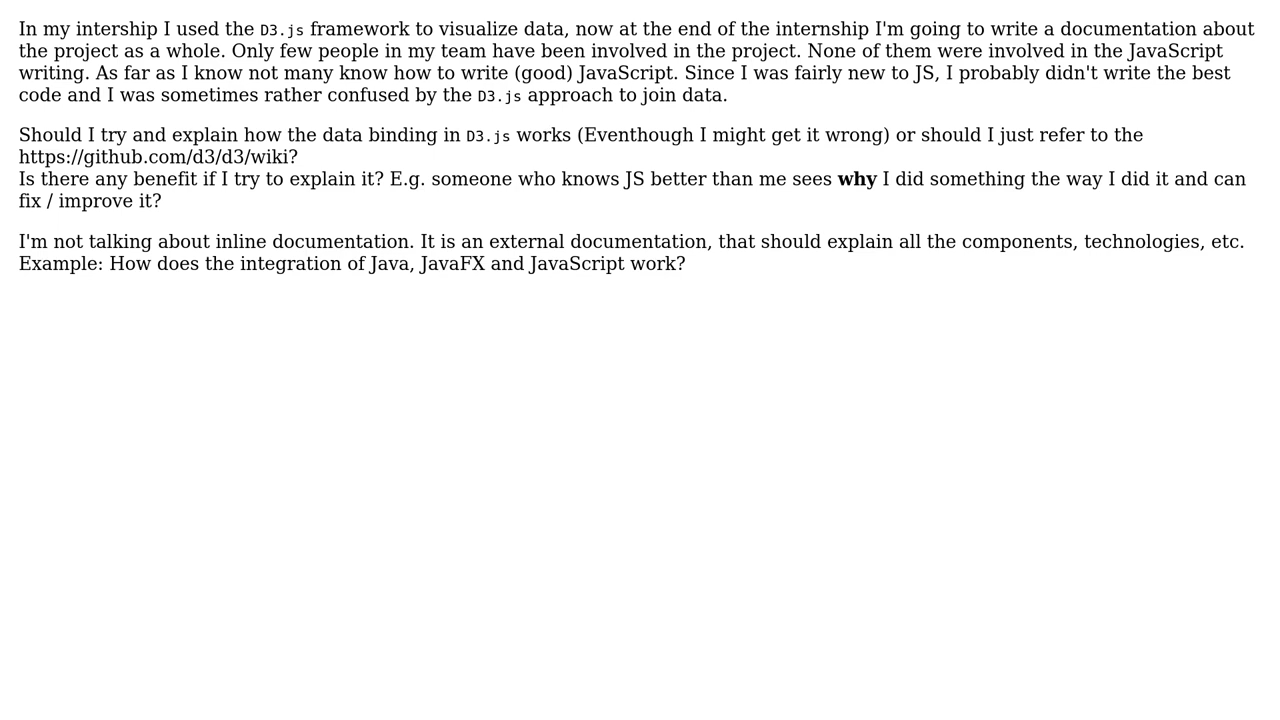 In my intership I used the D3.js framework to visualize data, now at the end of the internship I'm going to write a documentation about
the project as a whole. Only few people in my team have been involved in the project. None of them were involved in the JavaScript
writing. As far as I know not many know how to write (good) JavaScript. Since I was fairly new to JS, I probably didn't write the best
code and I was sometimes rather confused by the D3.js approach to join data.
Should I try and explain how the data binding in D3.js works (Eventhough I might get it wrong) or should I just refer to the
https://github.com/d3/d3/wiki?
Is there any benefit if I try to explain it? E.g. someone who knows JS better than me sees why I did something the way I did it and can
fix / improve it?
I'm not talking about inline documentation. It is an external documentation, that should explain all the components, technologies, etc.
Example: How does the integration of Java, JavaFX and JavaScript work?